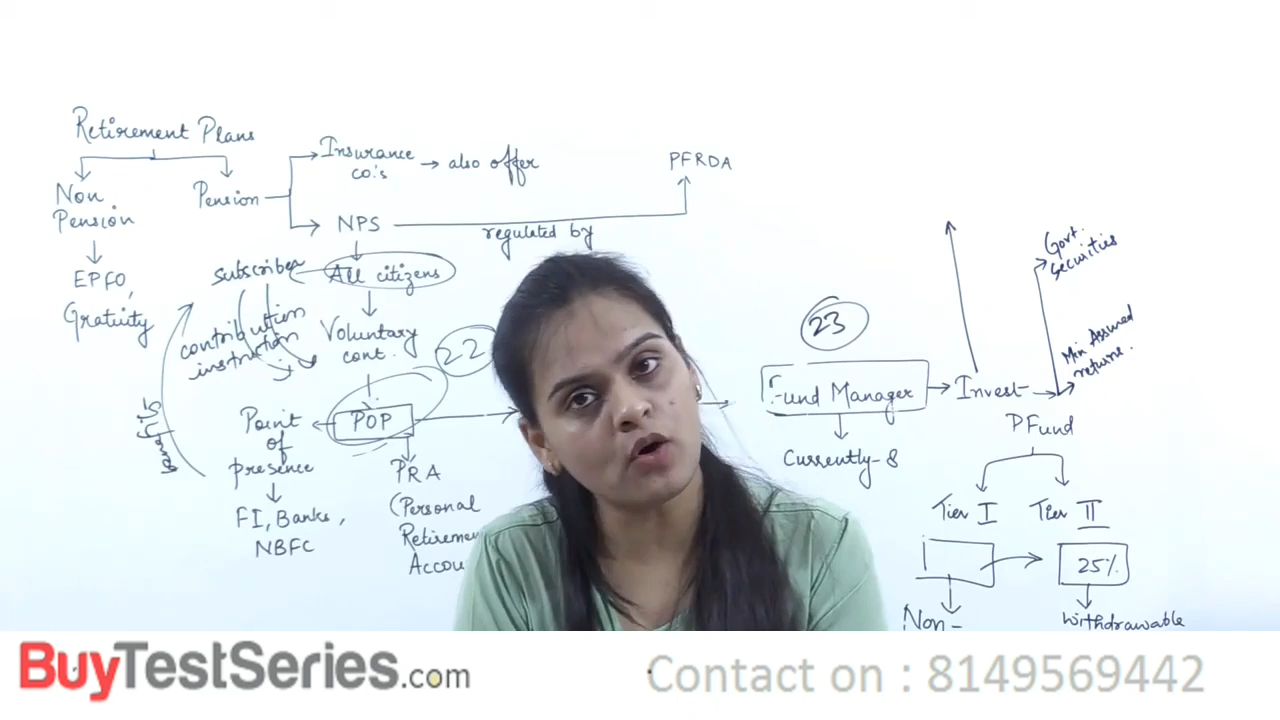 Retirement Plans
Non
Pension
EPFO,
Gratuity
Pension
Insurance
co's
also offer
NPS
regulated by
PFRDA
subscriber
All citizens
contribution
instruction
Voluntary
cont.
22
POP
Point
of
presence
FI, Banks,
NBFC
PRA
(Personal
Retireme
Accou
23
Fund Manager
Currently - 8
Invest
Govt.
Securities
Min Assured
returns.
PFund
Tier I
Tier II
25%
Non-
withdrawable
BuyTestSeries.com
Contact on : 8149569442